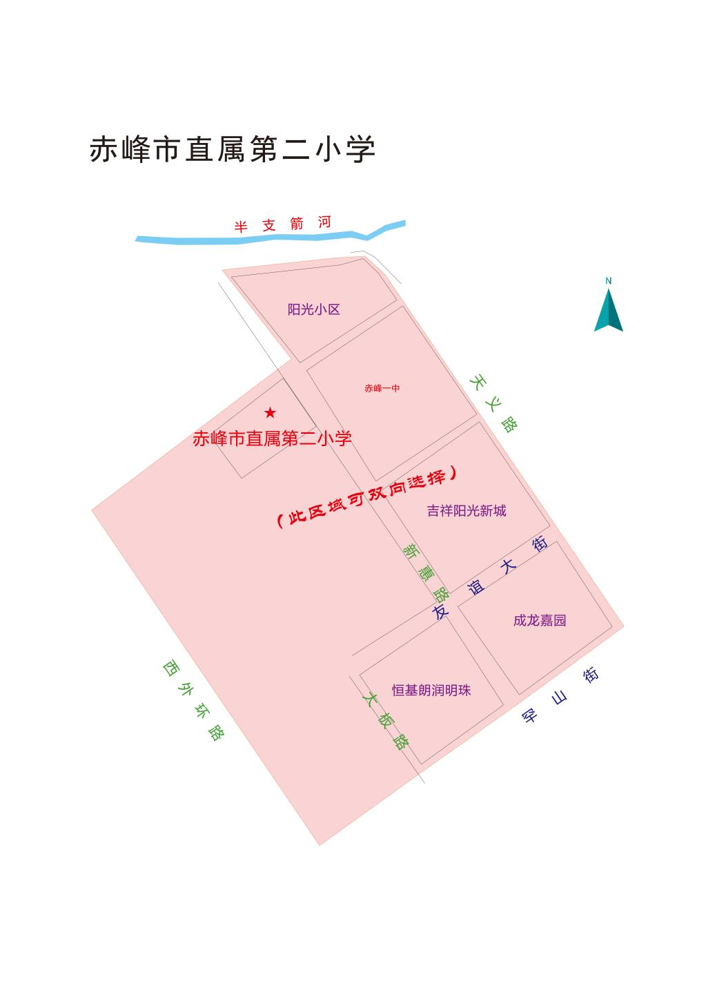 赤峰市直属第二小学
半支箭河
N
阳光小区
赤峰一中
天义路
赤峰市直属第二小学
（此区域可双向选择）
吉祥阳光新城
新惠路
友谊大街
成龙嘉园
西外环路
恒基朗润明珠
大板路
罕山街